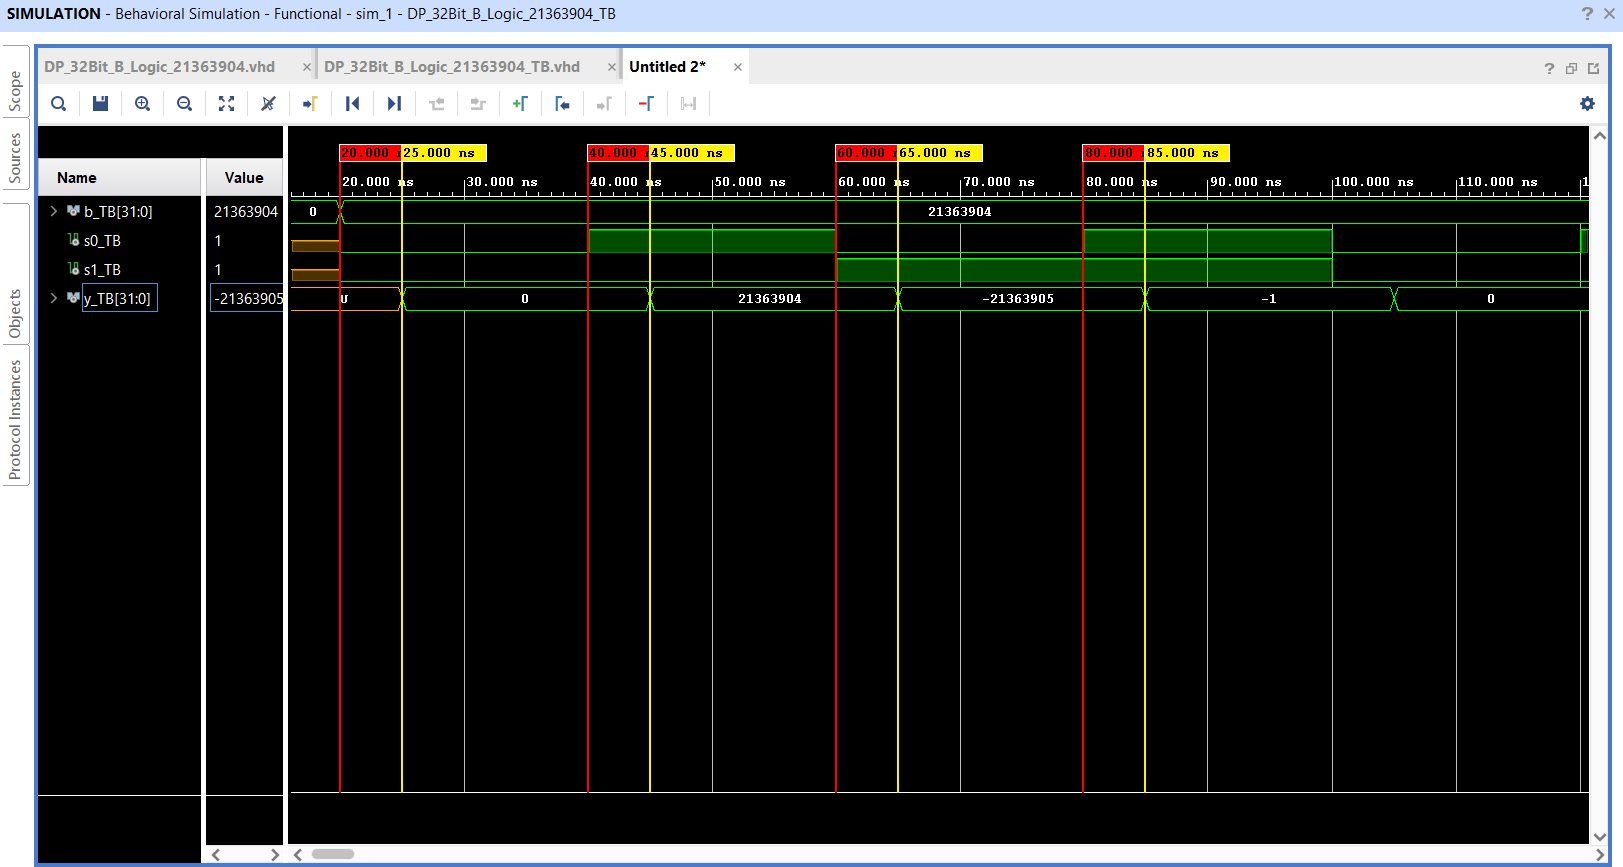 SIMULATION - Behavioral Simulation - Functional - sim_1 - DP_32Bit_B_Logic_21363904_TB
Scope
Sources
Objects
Protocol Instances
DP_32Bit_B_Logic_21363904.vhd
DP_32Bit_B_Logic_21363904_TB.vhd
Untitled 2*
Name
Value
b_TB[31:0] 21363904
s0_TB 1
s1_TB 1
y_TB[31:0] -21363905
20.000 25.000 ns 40.000 45.000 ns 60.000 65.000 ns 80.000 85.000 ns
20.000 ns 30.000 ns 40.000 ns 50.000 ns 60.000 ns 70.000 ns 80.000 ns 90.000 ns 100.000 ns 110.000 ns
0 21363904
U 0 21363904 -21363905 -1 0